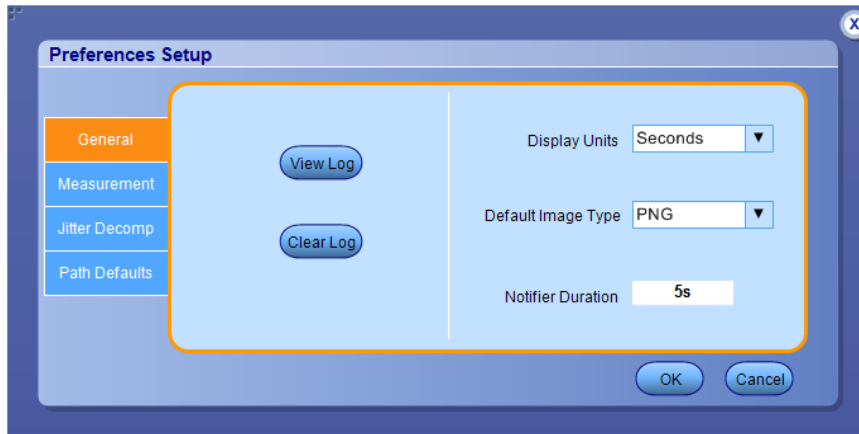 X
Preferences Setup
General
Measurement
Jitter Decomp
Path Defaults
View Log
Clear Log
Display Units Seconds
Default Image Type PNG
Notifier Duration 5s
OK Cancel